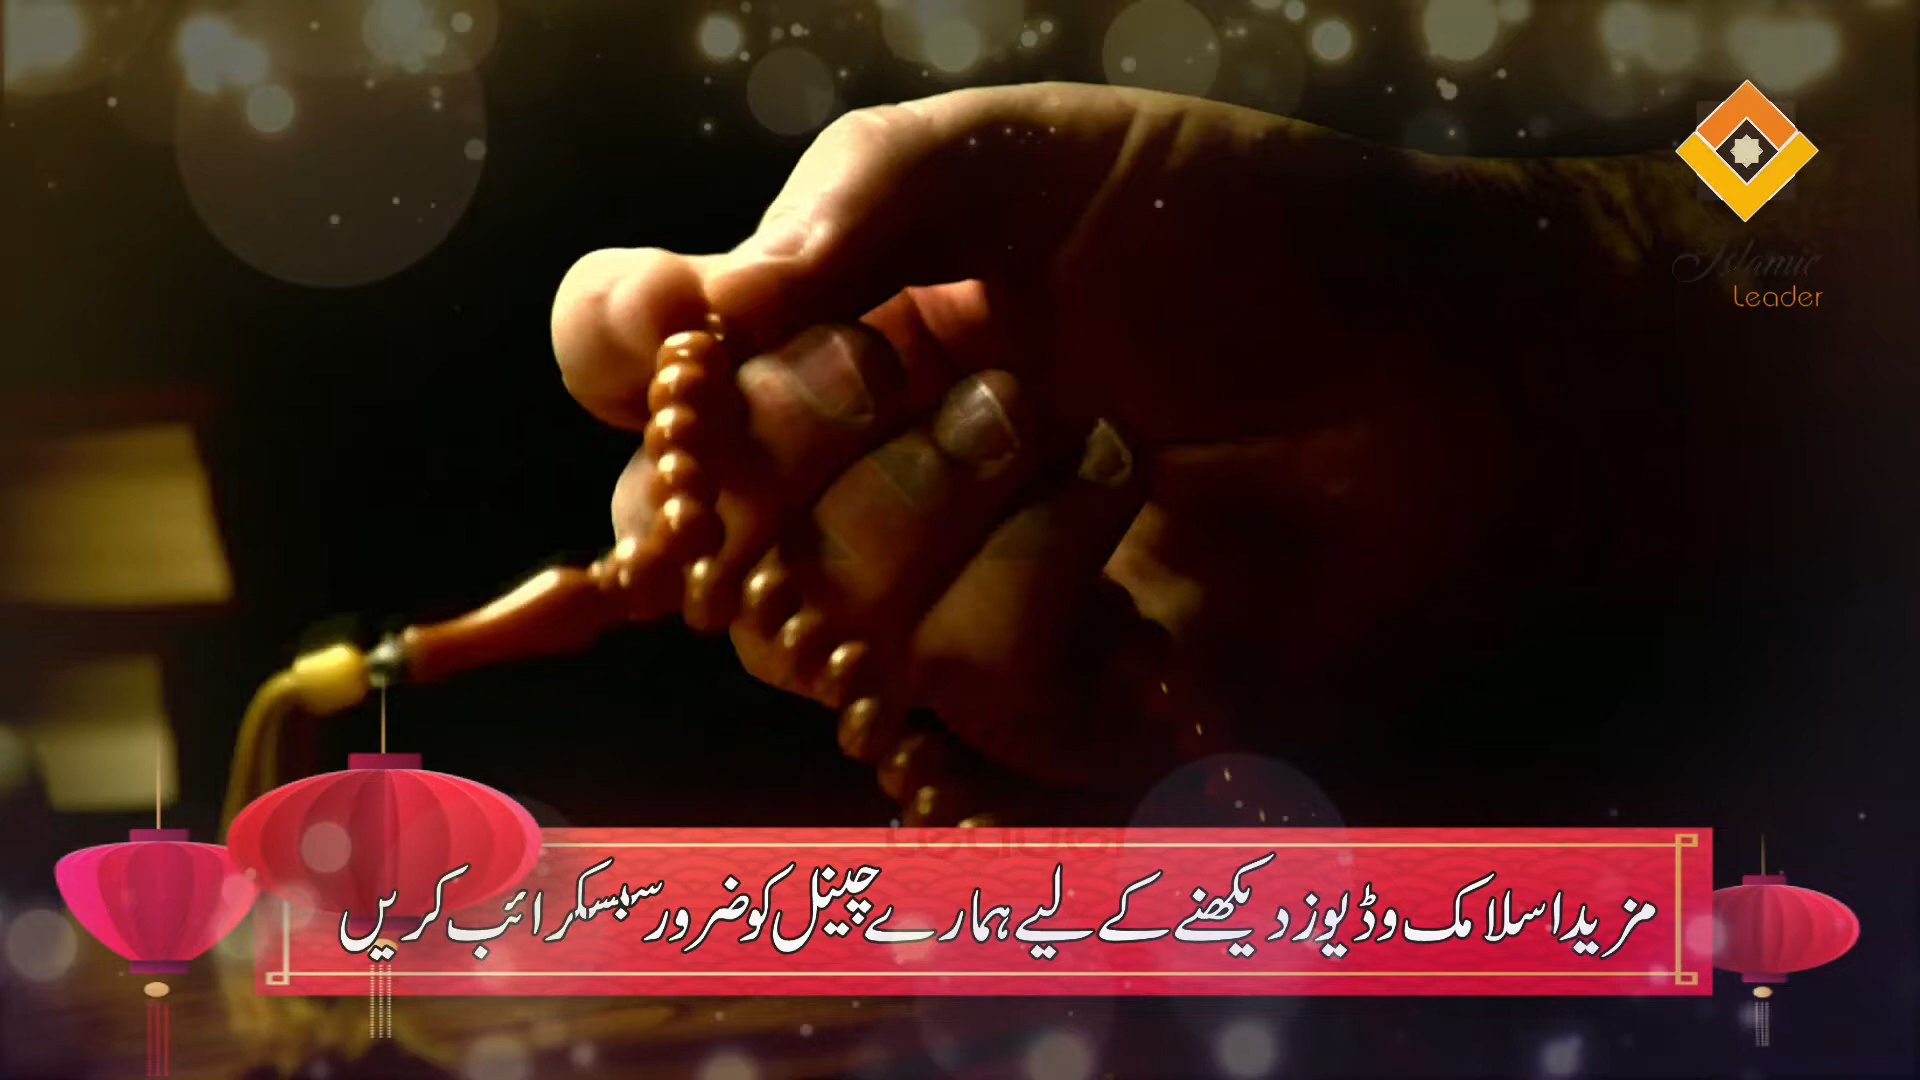 Islamic
Leader
مزید اسلامک وڈیوز دیکھنے کے لیے ہمارے چینل کو ضرور سبسکرائب کریں